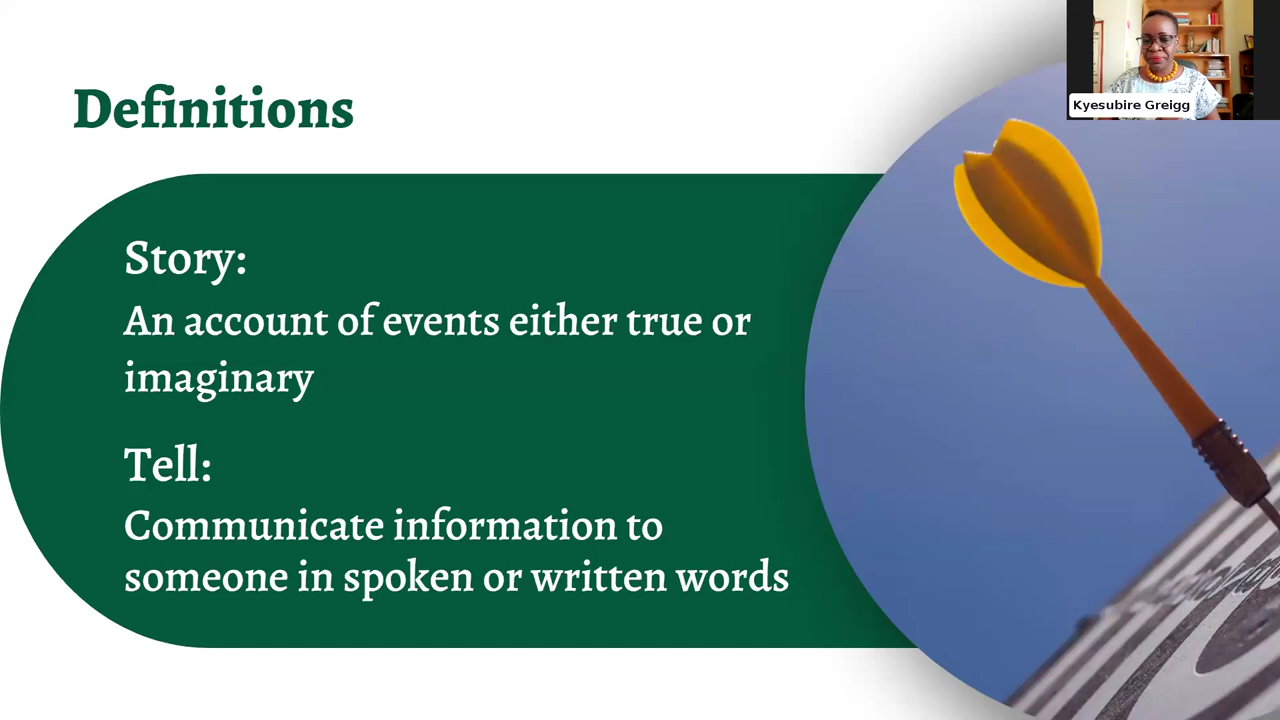 Definitions
Kyesubire Greigg
Story:
An account of events either true or
imaginary
Tell:
Communicate information to
someone in spoken or written words